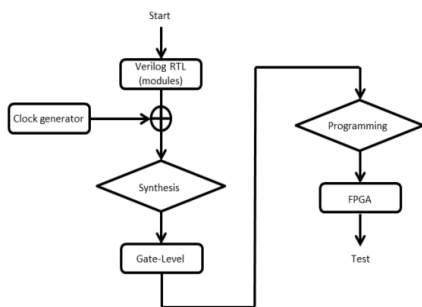 Start
Verilog RTL
(modules)
Clock generator
Synthesis
Gate-Level
Programming
FPGA
Test